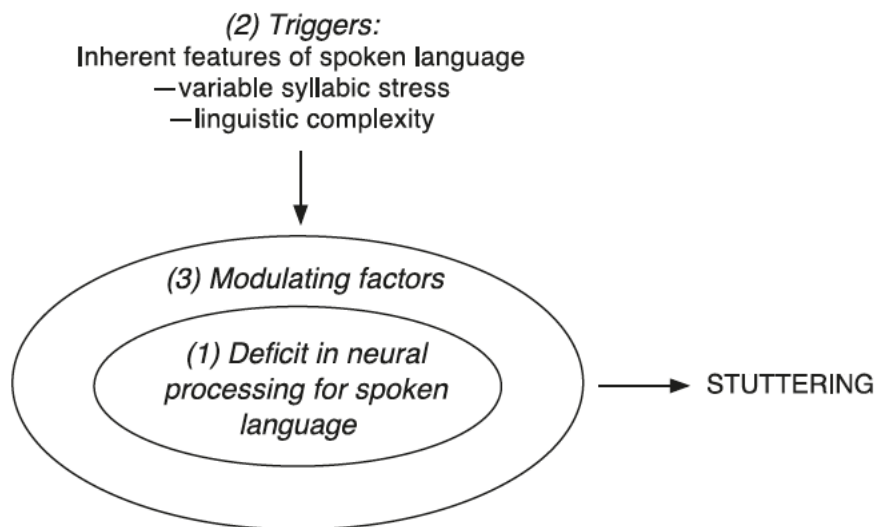 (2) Triggers:
Inherent features of spoken language
—variable syllabic stress
—linguistic complexity
(3) Modulating factors
(1) Deficit in neural
processing for spoken
language
STUTTERING